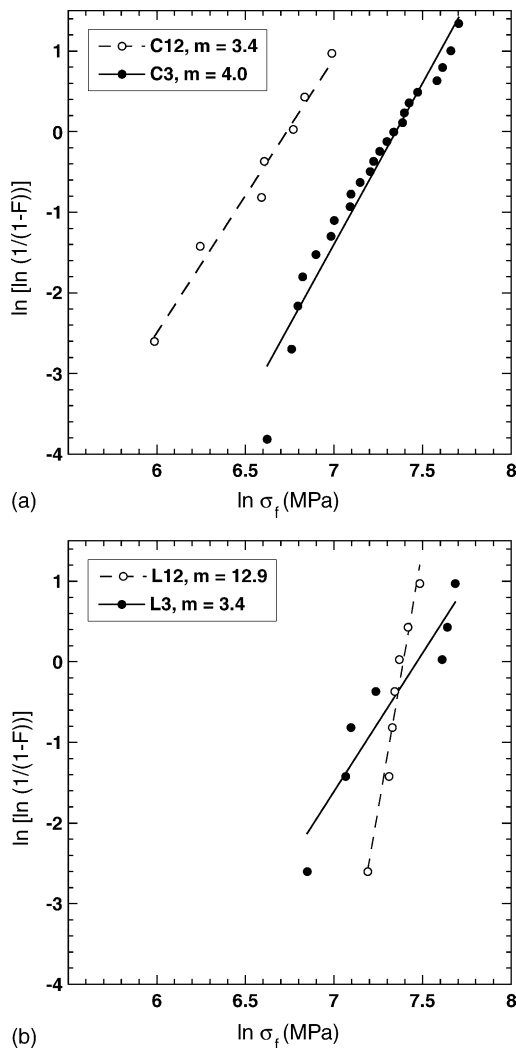 C12, m = 3.4
C3, m = 4.0
ln [ln (1/(1-F))]
1
0
-1
-2
-3
-4
6
6.5
7
7.5
8
ln σf (MPa)
(a)
L12, m = 12.9
L3, m = 3.4
ln [ln (1/(1-F))]
1
0
-1
-2
-3
-4
6
6.5
7
7.5
8
ln σf (MPa)
(b)